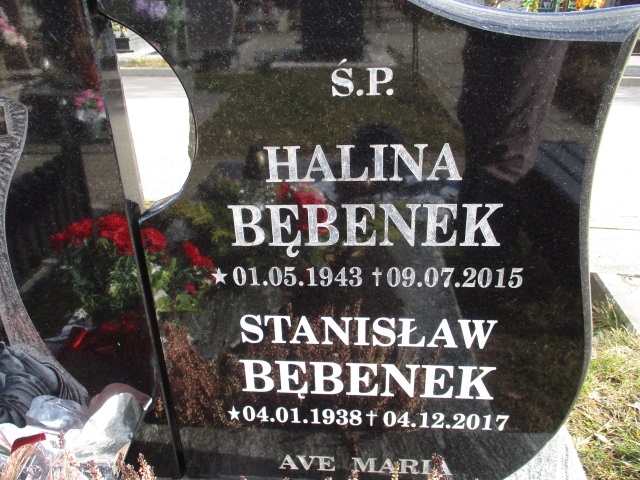 Ś.P.
HALINA
BĘBENEK
★01.05.1943 †09.07.2015
STANISŁAW
BĘBENEK
★04.01.1938 † 04.12.2017
AVE MARIA